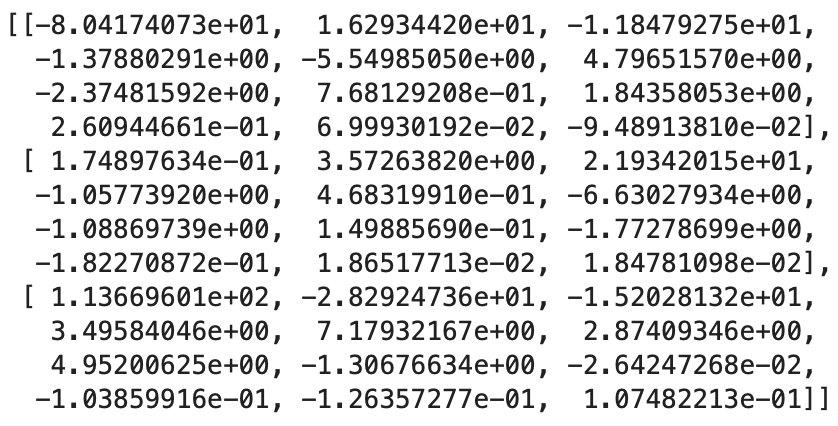 [[-8.04174073e+01,  1.62934420e+01, -1.18479275e+01,
  -1.37880291e+00, -5.54985050e+00,  4.79651570e+00,
  -2.37481592e+00,  7.68129208e-01,  1.84358053e+00,
   2.60944661e-01,  6.99930192e-02, -9.48913810e-02],
 [ 1.74897634e-01,  3.57263820e+00,  2.19342015e+01,
  -1.05773920e+00,  4.68319910e-01, -6.63027934e+00,
  -1.08869739e+00,  1.49885690e-01, -1.77278699e+00,
  -1.82270872e-01,  1.86517713e-02,  1.84781098e-02],
 [ 1.13669601e+02, -2.82924736e+01, -1.52028132e+01,
   3.49584046e+00,  7.17932167e+00,  2.87409346e+00,
   4.95200625e+00, -1.30676634e+00, -2.64247268e-02,
  -1.03859916e-01, -1.26357277e-01,  1.07482213e-01]]